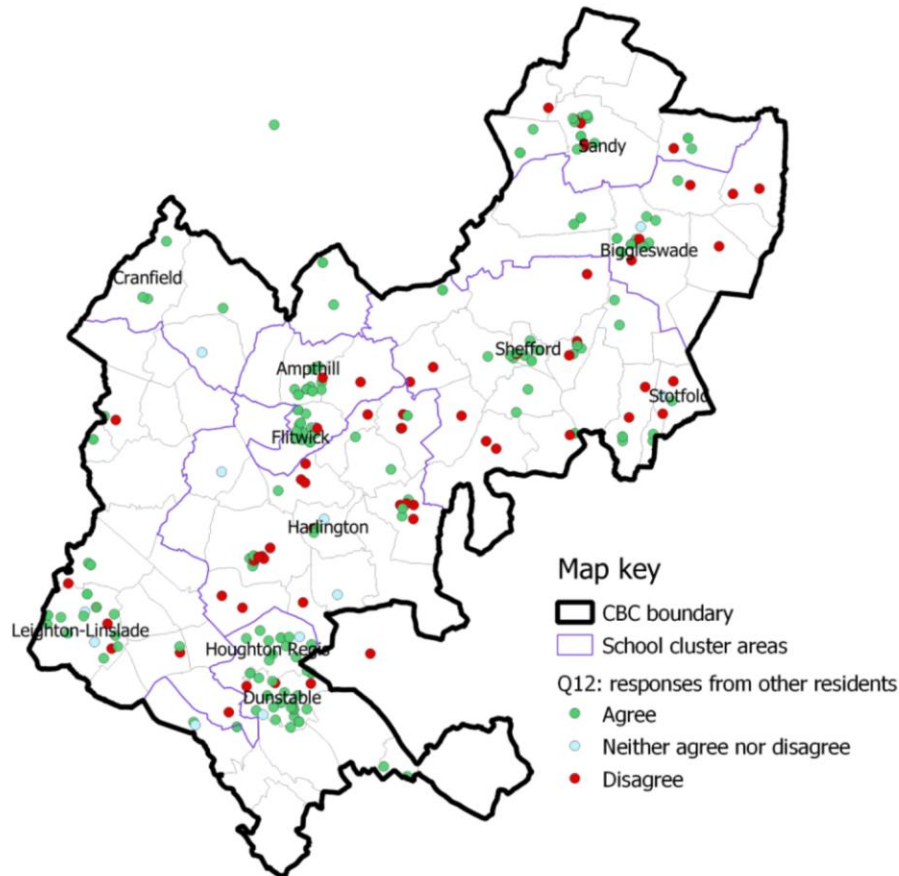 Sandy
Biggleswade
Cranfield
Shefford
Ampthill
Stotfold
Flitwick
Harlington
Leighton-Linslade
Houghton Regis
Dunstable
Map key
CBC boundary
School cluster areas
Q12: responses from other residents
Agree
Neither agree nor disagree
Disagree